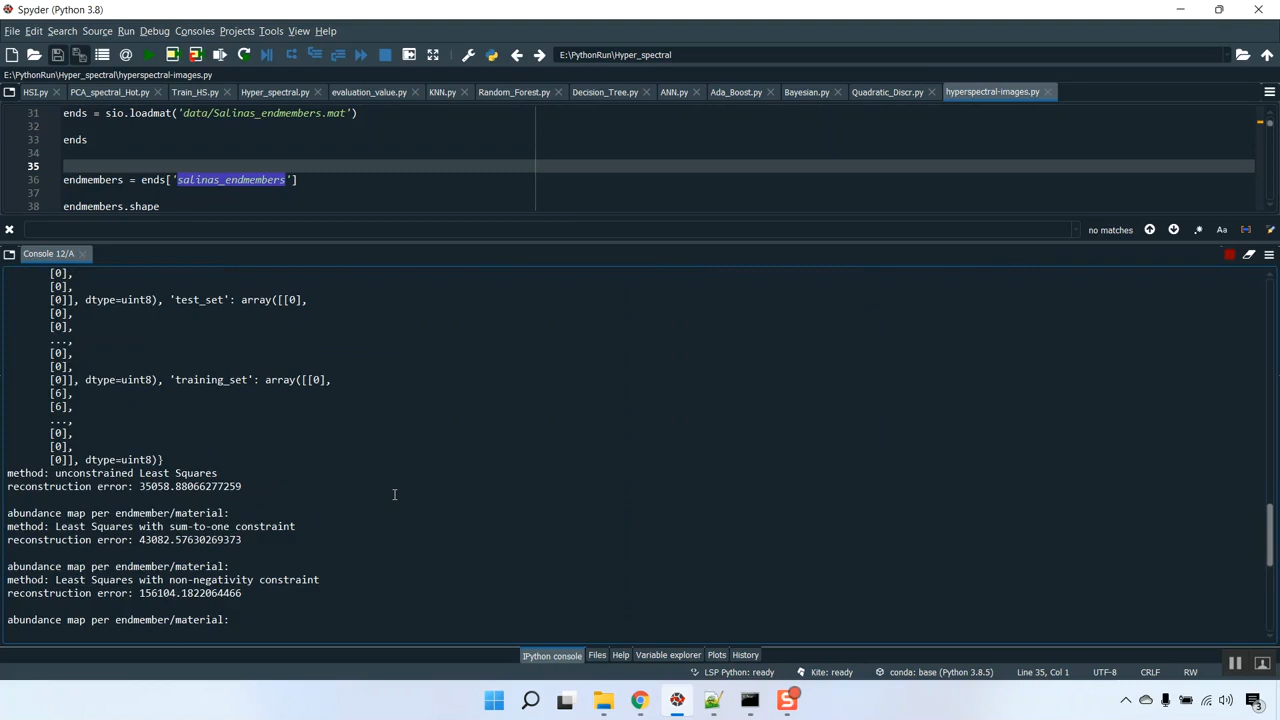 Spyder (Python 3.8)
File Edit Search Source Run Debug Consoles Projects Tools View Help
E:\PythonRun\Hyper_spectral
E:\PythonRun\Hyper_spectral\hyperspectral-images.py
HSI.py PCA_spectral_Hot.py Train_HS.py Hyper_spectral.py evaluation_value.py KNN.py Random_Forest.py Decision_Tree.py ANN.py Ada_Boost.py Bayesian.py Quadratic_Discr.py hyperspectral-images.py
31 ends = sio.loadmat('data/Salinas_endmembers.mat')
32
33 ends
34
35
36 endmembers = ends['salinas_endmembers']
37
38 endmembers.shape
no matches .* Aa
Console 12/A
[0],
[0],
[0]], dtype=uint8), 'test_set': array([[0],
[0],
[0],
...,
[0],
[0],
[0]], dtype=uint8), 'training_set': array([[0],
[6],
[6],
...,
[0],
[0],
[0]], dtype=uint8)}
method: unconstrained Least Squares
reconstruction error: 35058.88066277259
abundance map per endmember/material:
method: Least Squares with sum-to-one constraint
reconstruction error: 43082.57630269373
abundance map per endmember/material:
method: Least Squares with non-negativity constraint
reconstruction error: 156104.1822064466
abundance map per endmember/material:
IPython console Files Help Variable explorer Plots History
LSP Python: ready Kite: ready conda: base (Python 3.8.5) Line 35, Col 1 UTF-8 CRLF RW
S
3